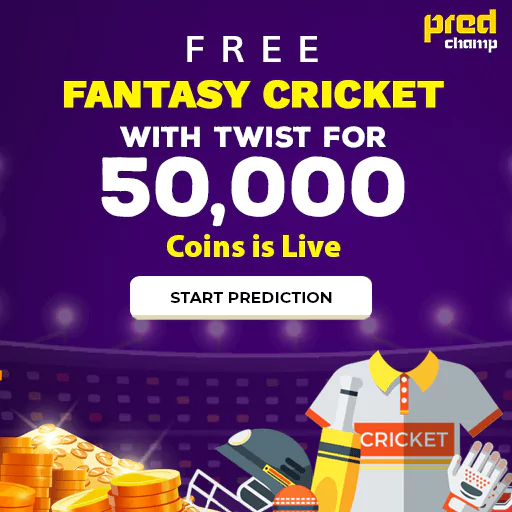 pred
champ
FREE
FANTASY CRICKET
WITH TWIST FOR
50,000
Coins is Live
START PREDICTION
CRICKET